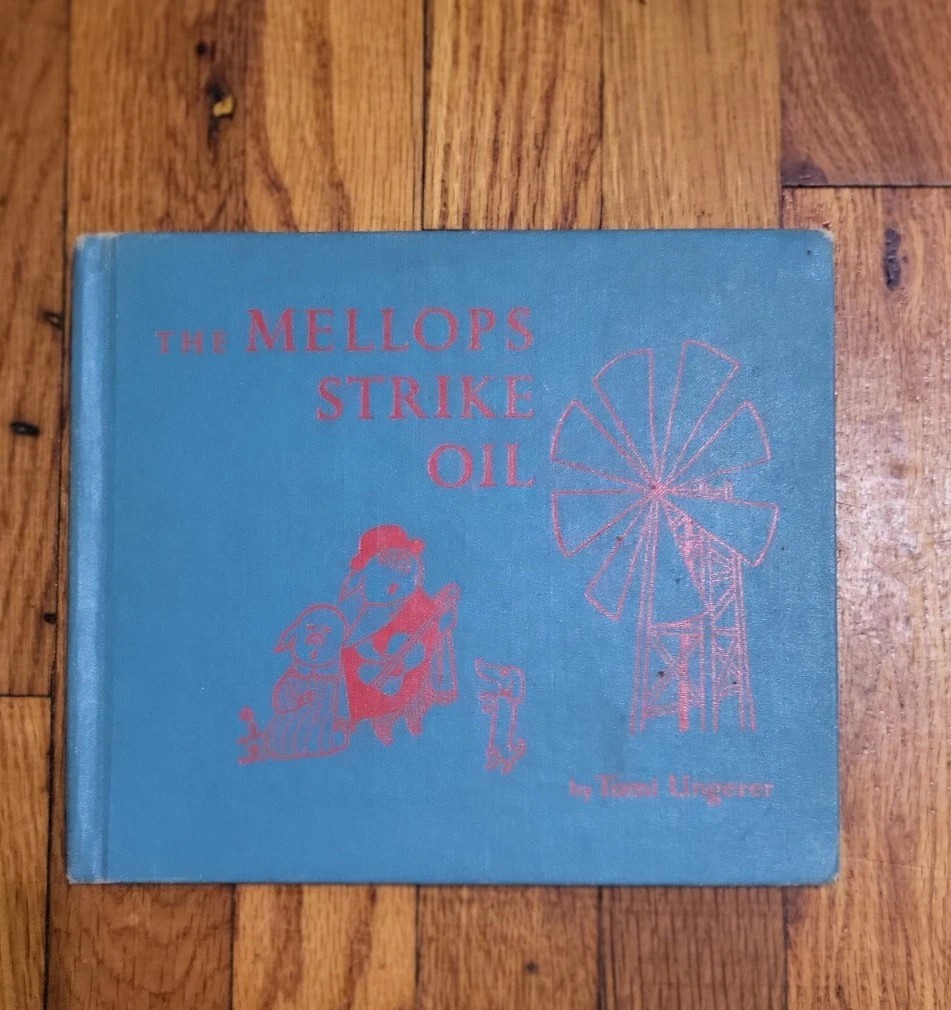 THE MELLOPS
STRIKE
OIL
by Tomi Ungerer